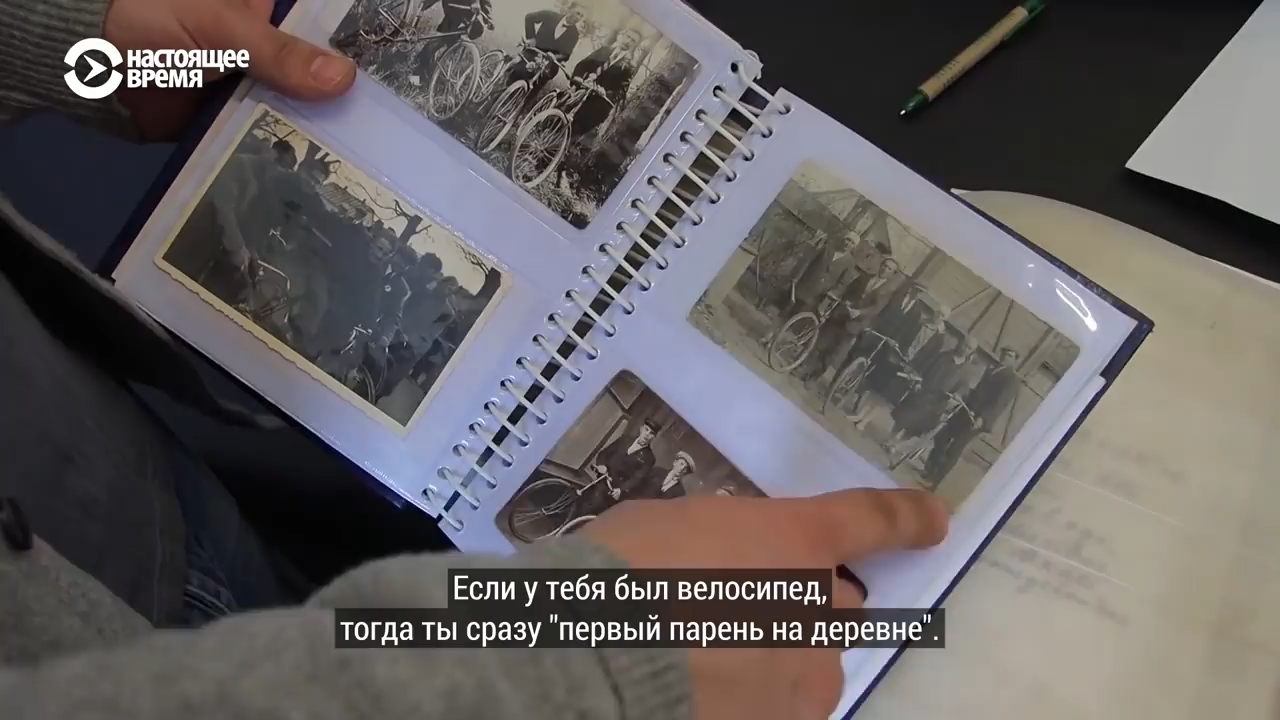 НАСТОЯЩЕЕ
ВРЕМЯ
Если у тебя был велосипед,
тогда ты сразу "первый парень на деревне".